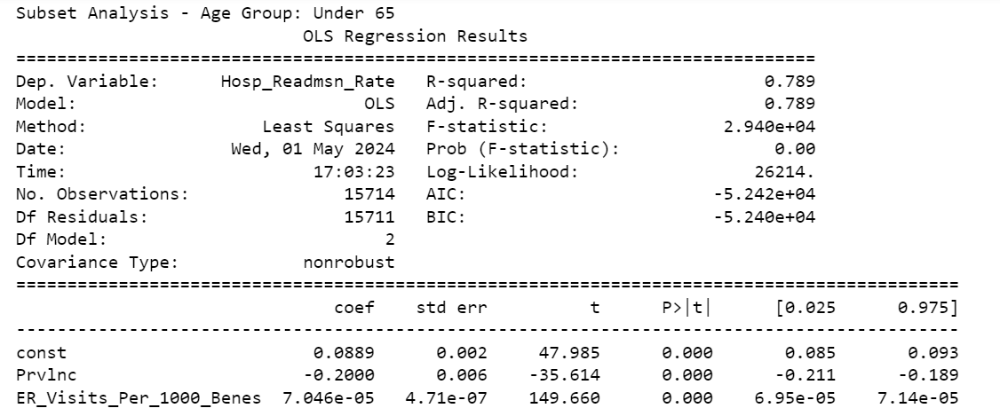 Subset Analysis - Age Group: Under 65
OLS Regression Results
==============================================================================
Dep. Variable: Hosp_Readmsn_Rate R-squared: 0.789
Model: OLS Adj. R-squared: 0.789
Method: Least Squares F-statistic: 2.940e+04
Date: Wed, 01 May 2024 Prob (F-statistic): 0.00
Time: 17:03:23 Log-Likelihood: 26214.
No. Observations: 15714 AIC: -5.242e+04
Df Residuals: 15711 BIC: -5.240e+04
Df Model: 2
Covariance Type: nonrobust
============================================================================================
coef std err t P>|t| [0.025 0.975]
--------------------------------------------------------------------------------------------
const 0.0889 0.002 47.985 0.000 0.085 0.093
Prvlnc -0.2000 0.006 -35.614 0.000 -0.211 -0.189
ER_Visits_Per_1000_Benes 7.046e-05 4.71e-07 149.660 0.000 6.95e-05 7.14e-05